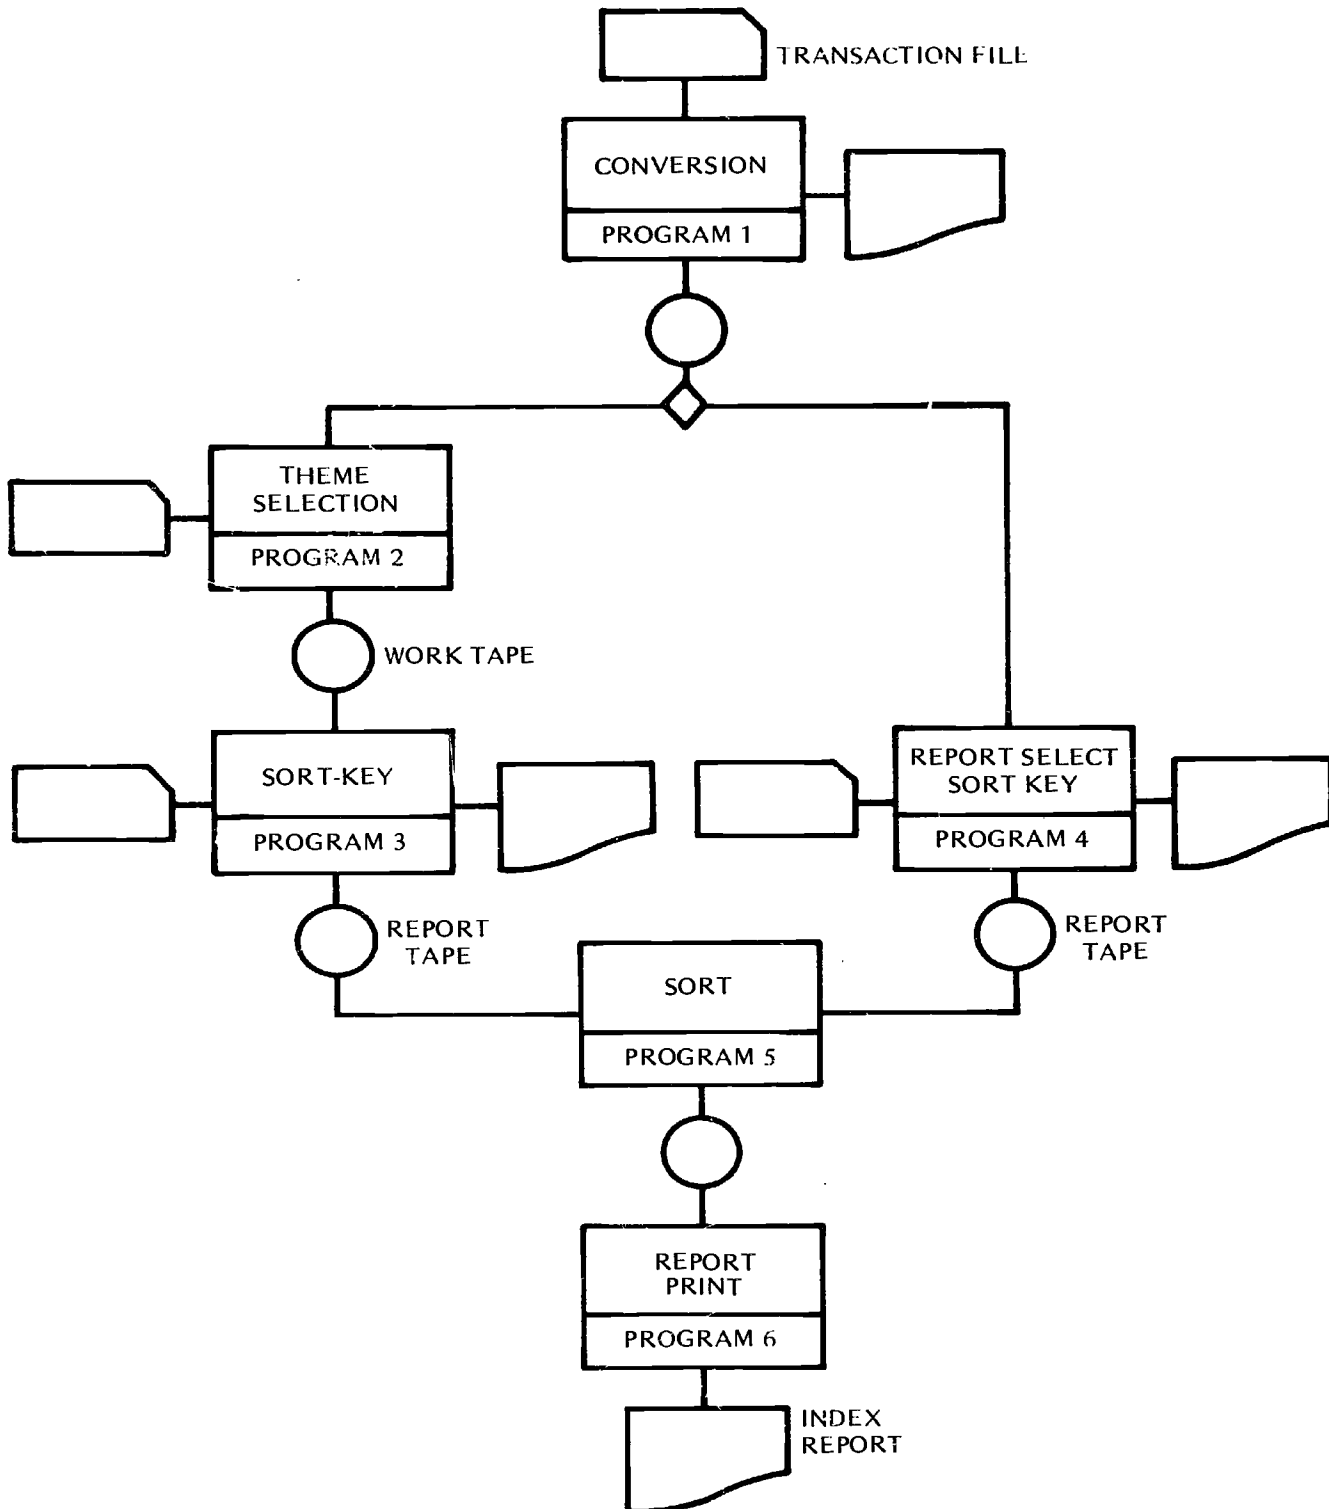 TRANSACTION FILE
CONVERSION
PROGRAM 1
THEME
SELECTION
PROGRAM 2
WORK TAPE
SORT-KEY
PROGRAM 3
REPORT SELECT
SORT KEY
PROGRAM 4
REPORT
TAPE
REPORT
TAPE
SORT
PROGRAM 5
REPORT
PRINT
PROGRAM 6
INDEX
REPORT